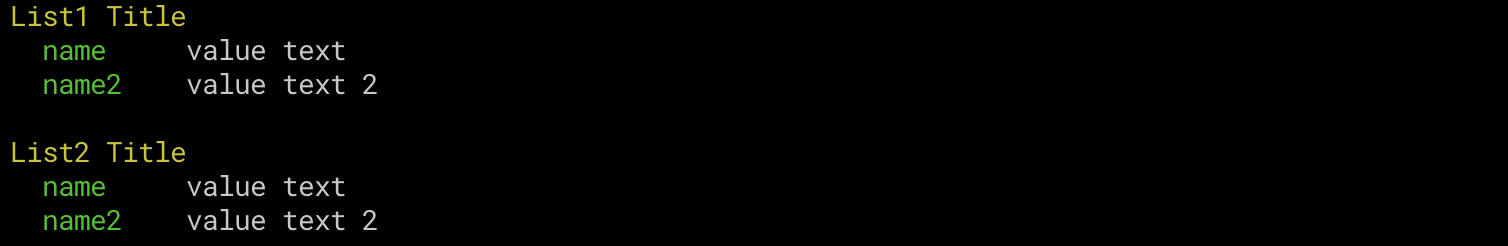 List1 Title
  name     value text
  name2    value text 2

List2 Title
  name     value text
  name2    value text 2